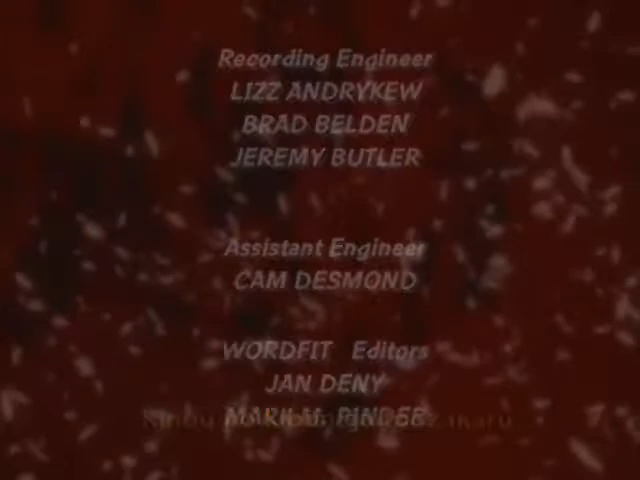 Recording Engineer
LIZZ ANDRYKEW
BRAD BELDEN
JEREMY BUTLER
Assistant Engineer
CAM DESMOND
WORDFIT Editors
JAN DENY